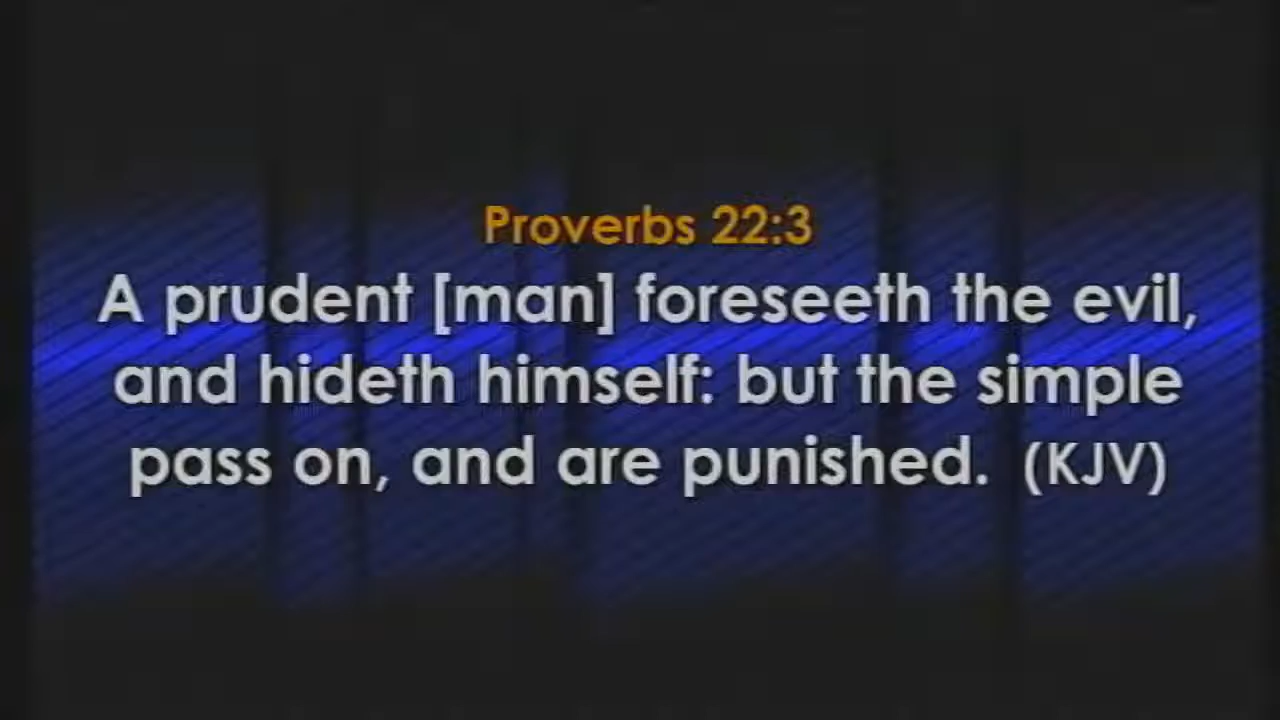 Proverbs 22:3
A prudent [man] foreseeth the evil,
and hideth himself: but the simple
pass on, and are punished. (KJV)